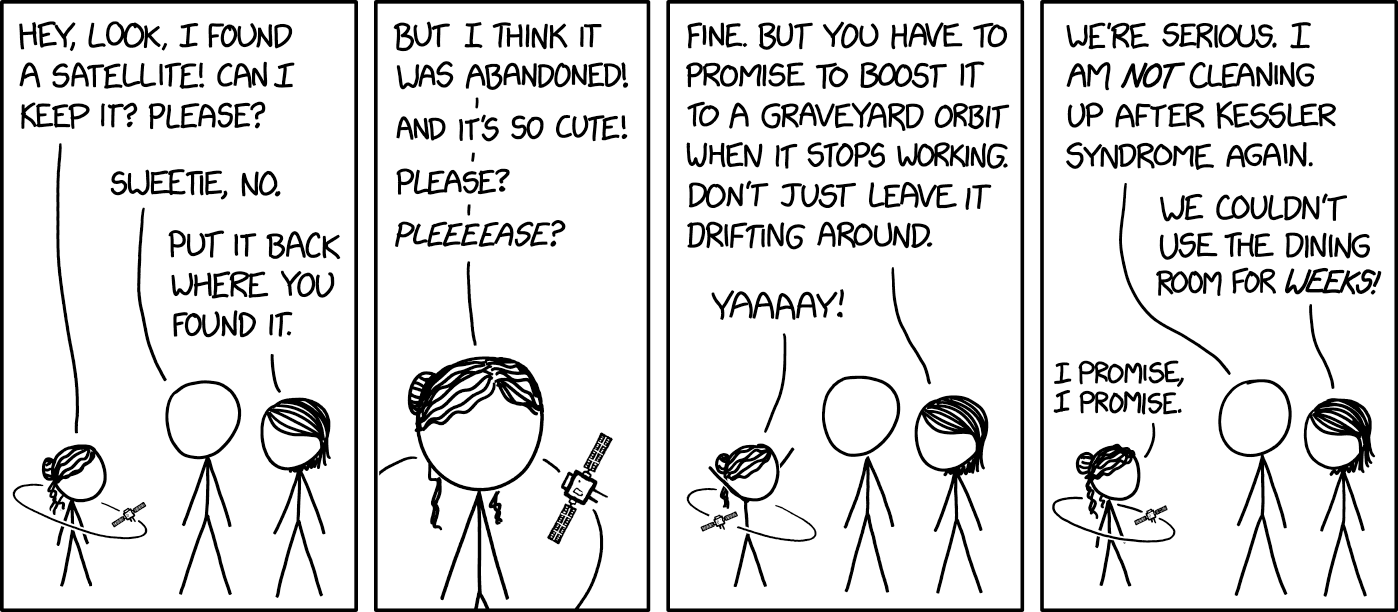 HEY, LOOK, I FOUND
A SATELLITE! CAN I
KEEP IT? PLEASE?
SWEETIE, NO.
PUT IT BACK
WHERE YOU
FOUND IT.
BUT I THINK IT
WAS ABANDONED!
AND IT'S SO CUTE!
PLEASE?
PLEEEEASE?
FINE. BUT YOU HAVE TO
PROMISE TO BOOST IT
TO A GRAVEYARD ORBIT
WHEN IT STOPS WORKING.
DON'T JUST LEAVE IT
DRIFTING AROUND.
YAAAAY!
WE'RE SERIOUS. I
AM NOT CLEANING
UP AFTER KESSLER
SYNDROME AGAIN.
WE COULDN'T
USE THE DINING
ROOM FOR WEEKS!
I PROMISE,
I PROMISE.